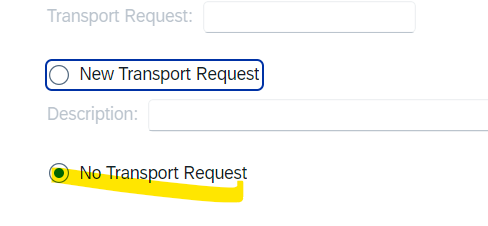 Transport Request:
New Transport Request
Description:
No Transport Request